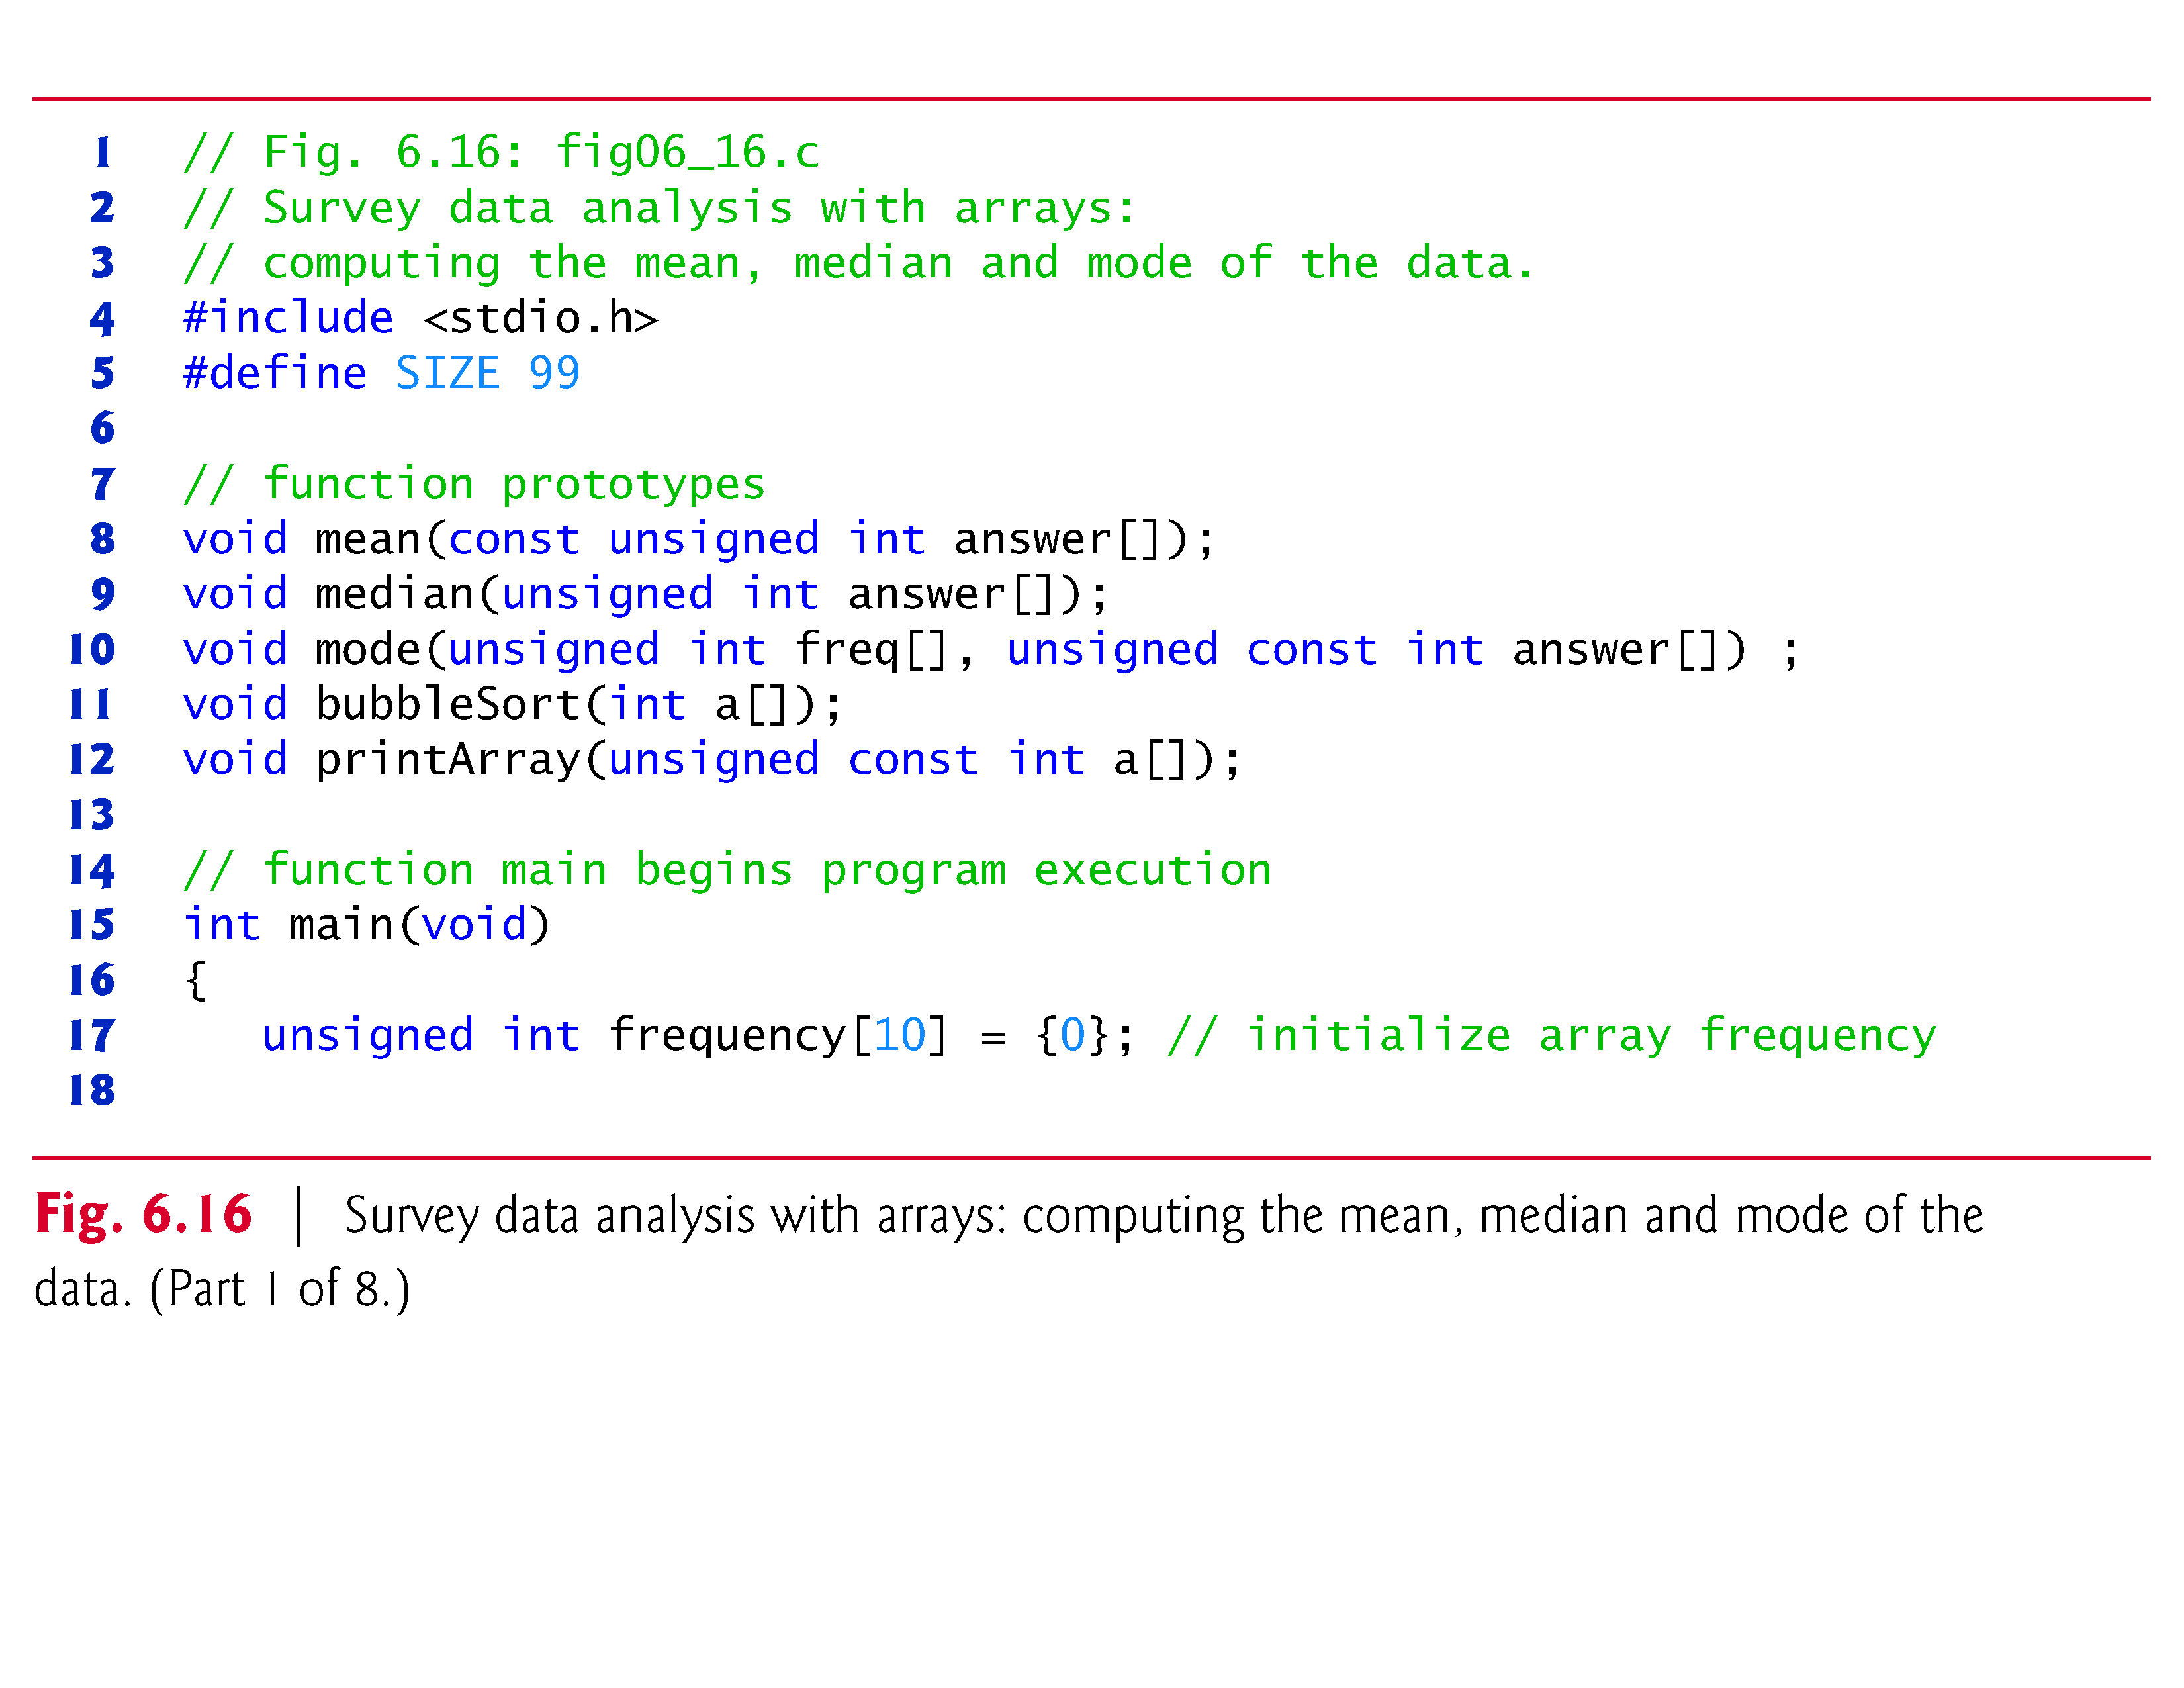 1 // Fig. 6.16: fig06_16.c
2 // Survey data analysis with arrays:
3 // computing the mean, median and mode of the data.
4 #include <stdio.h>
5 #define SIZE 99
6
7 // function prototypes
8 void mean(const unsigned int answer[]);
9 void median(unsigned int answer[]);
10 void mode(unsigned int freq[], unsigned const int answer[]) ;
11 void bubbleSort(int a[]);
12 void printArray(unsigned const int a[]);
13
14 // function main begins program execution
15 int main(void)
16 {
17    unsigned int frequency[10] = {0}; // initialize array frequency
18
Fig. 6.16 | Survey data analysis with arrays: computing the mean, median and mode of the
data. (Part 1 of 8.)